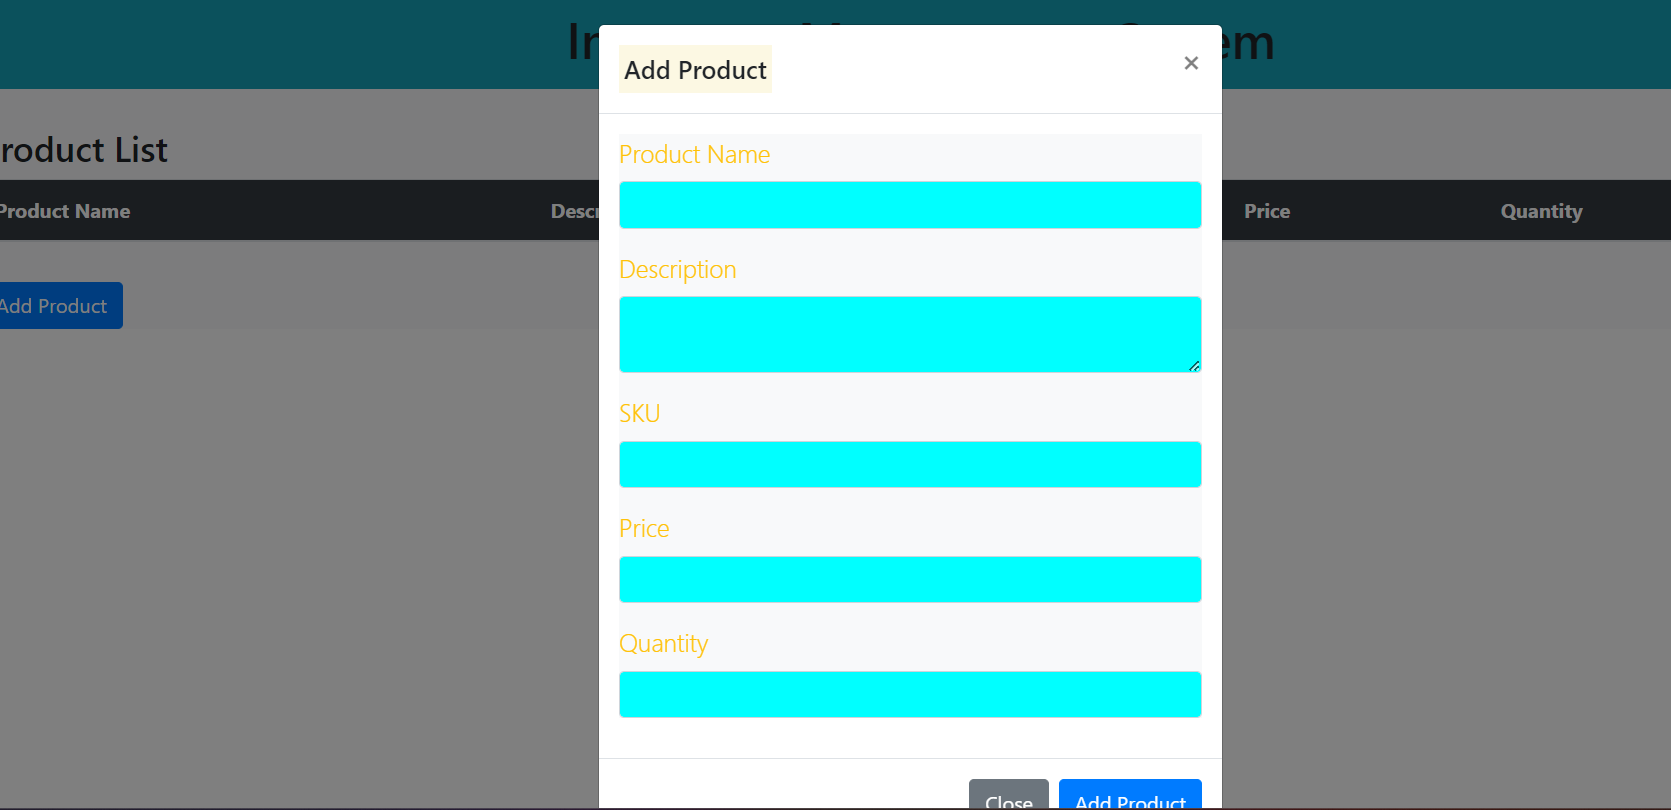 em
Add Product
×
roduct List
Product Name
Product Name
Price
Quantity
Description
Add Product
SKU
Price
Quantity
Close
Add Product